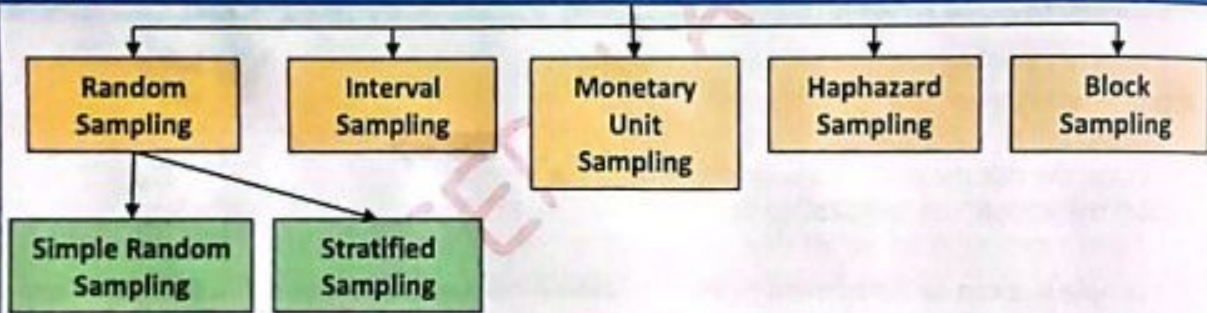 Random
Sampling
Interval
Sampling
Monetary
Unit
Sampling
Haphazard
Sampling
Block
Sampling
Simple Random
Sampling
Stratified
Sampling